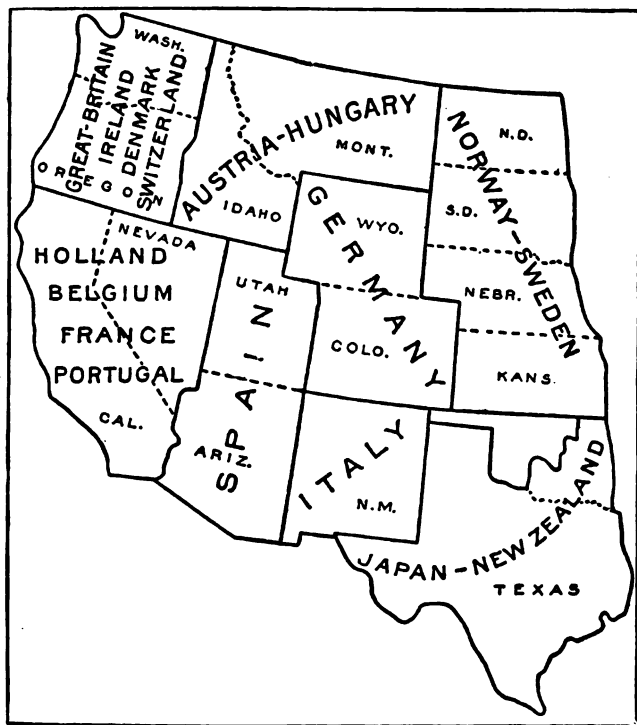 WASH.
GREAT-BRITAIN
IRELAND
DENMARK
SWITZERLAND
OREGON
AUSTRIA-HUNGARY
MONT.
IDAHO
NORWAY-SWEDEN
N.D.
S.D.
NEBR.
KANS.
GERMANY
WYO.
COLO.
NEVADA
HOLLAND
BELGIUM
FRANCE
PORTUGAL
CAL.
UTAH
SPAIN
ARIZ.
ITALY
N.M.
JAPAN-NEW ZEALAND
TEXAS